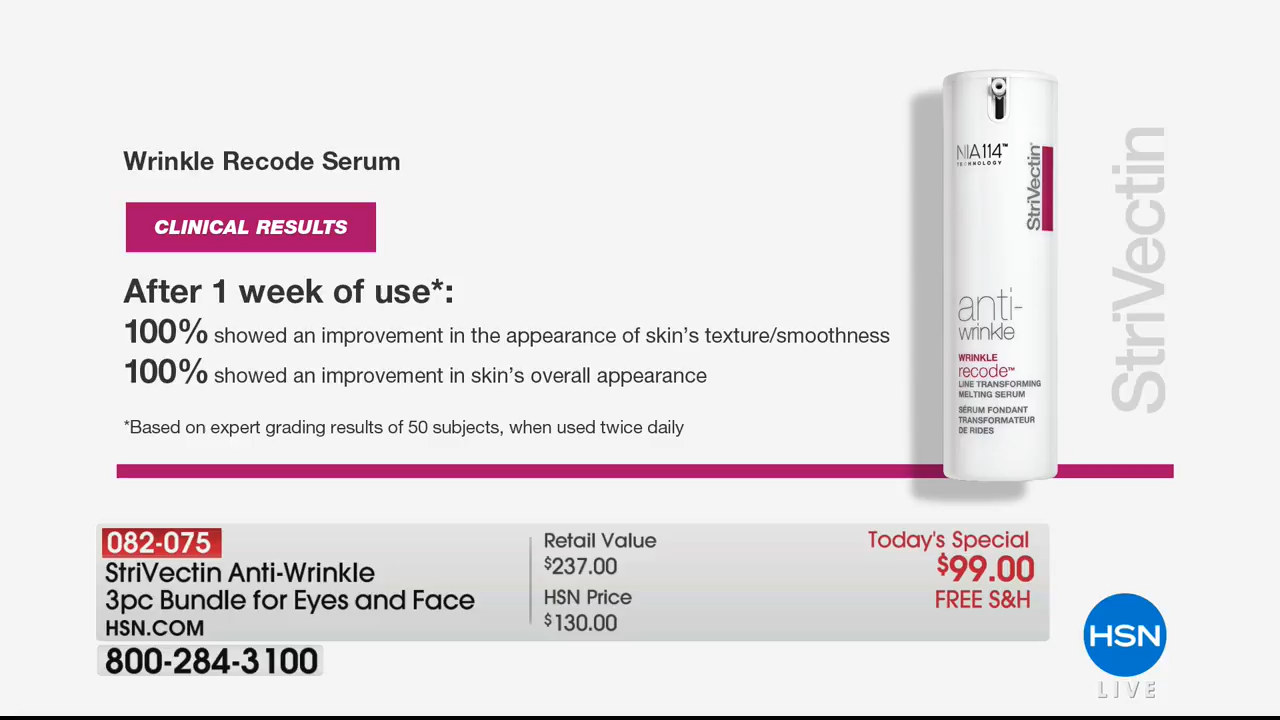 Wrinkle Recode Serum
CLINICAL RESULTS
After 1 week of use*:
100% showed an improvement in the appearance of skin's texture/smoothness
100% showed an improvement in skin's overall appearance
*Based on expert grading results of 50 subjects, when used twice daily
NIA114™
TECHNOLOGY
StriVectin®
anti-
wrinkle
WRINKLE
recode™
LINE TRANSFORMING
MELTING SERUM
SÉRUM FONDANT
TRANSFORMATEUR
DE RIDES
StriVectin
082-075
StriVectin Anti-Wrinkle
3pc Bundle for Eyes and Face
HSN.COM
800-284-3100
Retail Value
$237.00
HSN Price
$130.00
Today's Special
$99.00
FREE S&H
HSN
LIVE